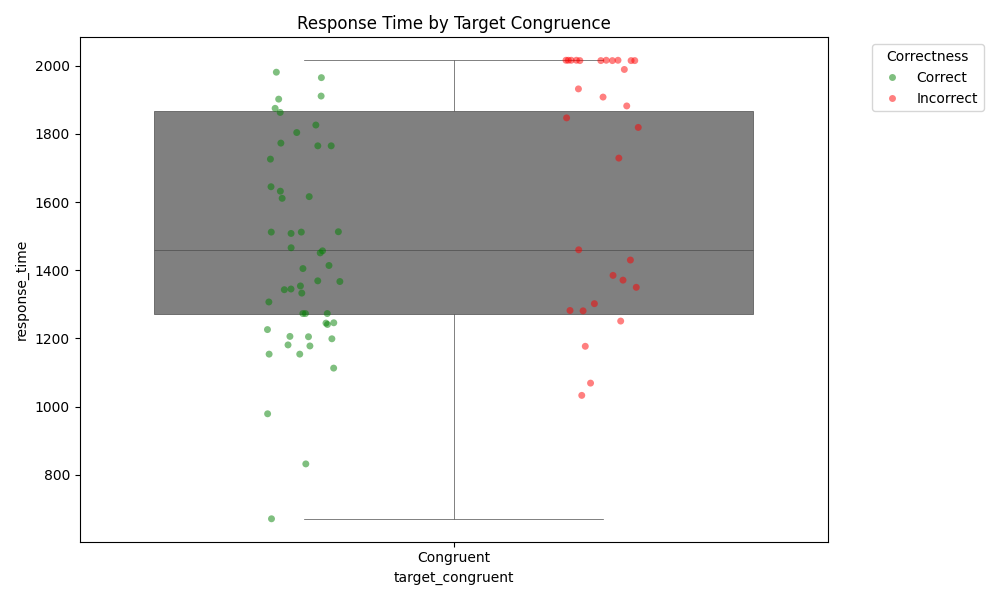 Response Time by Target Congruence
Correctness
Correct
Incorrect
response_time
2000
1800
1600
1400
1200
1000
800
Congruent
target_congruent